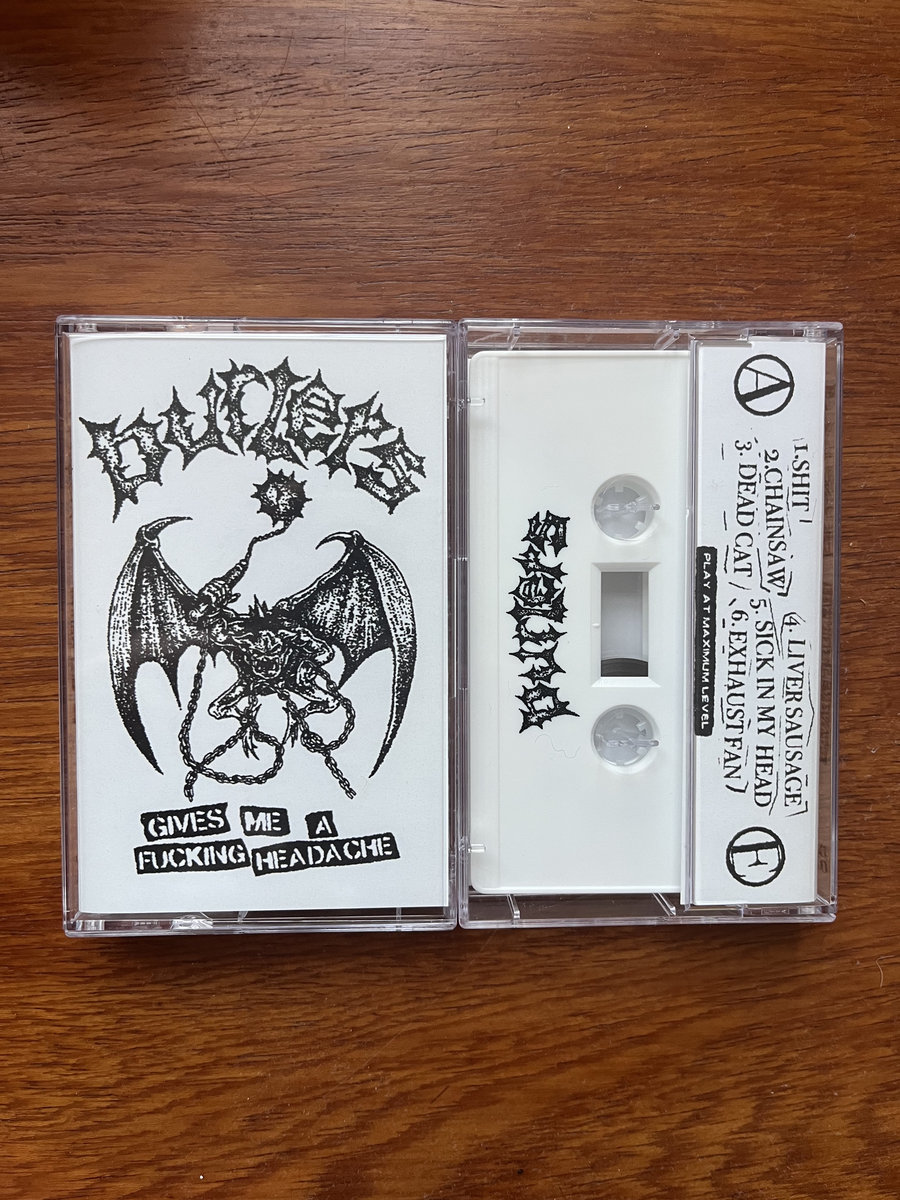 GIVES ME A
FUCKING HEADACHE
A
1. SHIT
2. CHAINSAW
3. DEAD CAT
4. LIVER SAUSAGE
5. SICK IN MY HEAD
6. EXHAUST FAN
F
PLAY AT MAXIMUM LEVEL